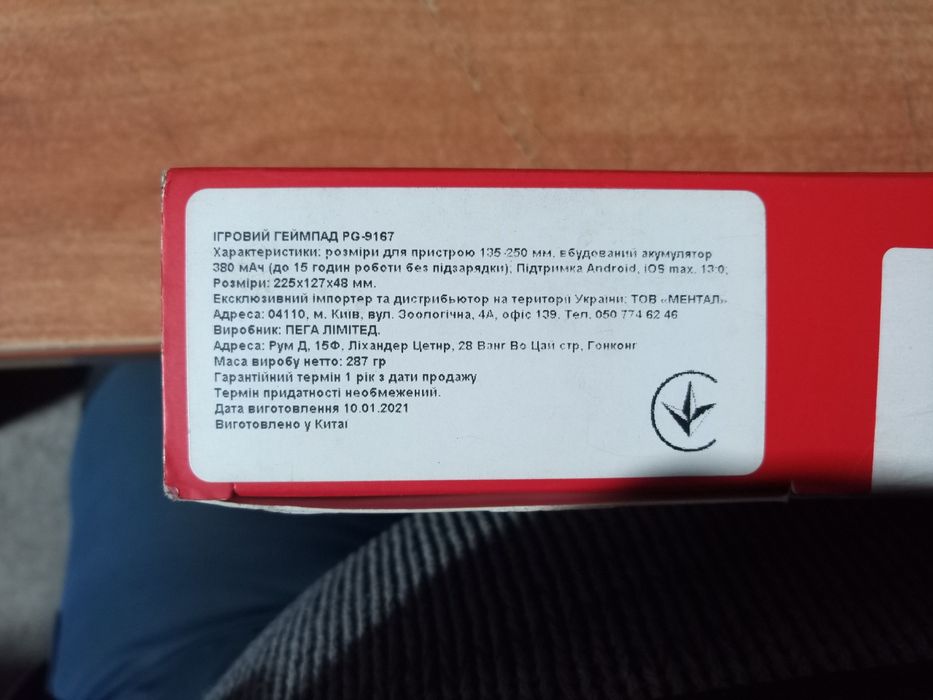 ІГРОВИЙ ГЕЙМПАД PG-9167
Характеристики: розміри для пристрою 135-250 мм, вбудований акумулятор
380 мАч (до 15 годин роботи без підзарядки); Підтримка Android, iOS max. 13.0;
Розміри: 225х127х48 мм.
Ексклюзивний імпортер та дистрибьютор на території України: ТОВ «МЕНТАЛ».
Адреса: 04110, м. Київ, вул. Зоологічна, 4А, офіс 139. Тел. 050 774 62 46
Виробник: ПЕГА ЛІМІТЕД.
Адреса: Рум Д, 15Ф, Ліхандер Цетнр, 28 Ванг Во Цай стр, Гонконг
Маса виробу нетто: 287 гр
Гарантійний термін 1 рік з дати продажу
Термін придатності необмежений.
Дата виготовлення 10.01.2021
Виготовлено у Китаї